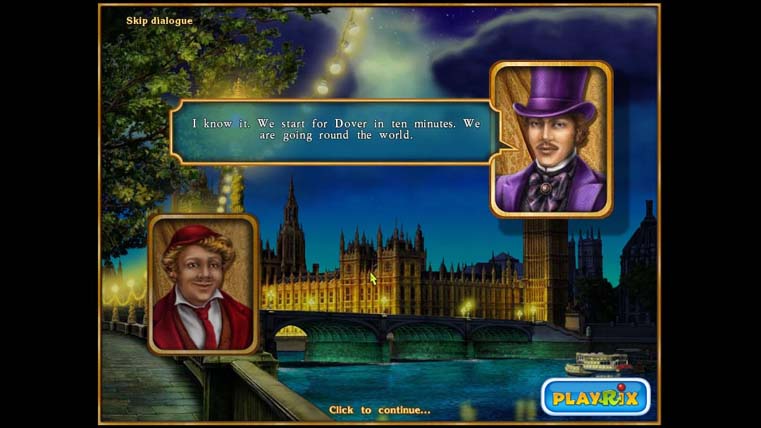 Skip dialogue
I know it. We start for Dover in ten minutes. We
are going round the world.
Click to continue...
PLAYRIX